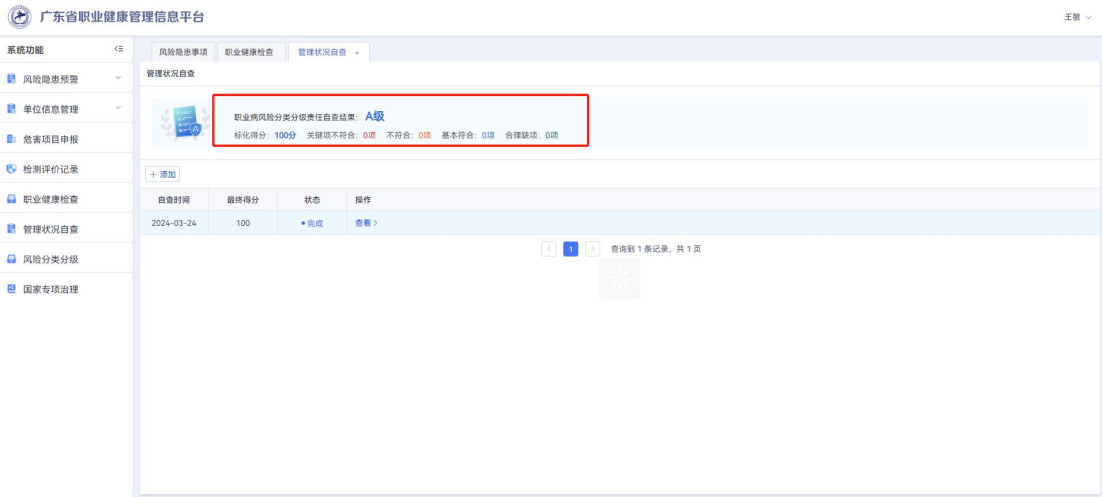 广东省职业健康管理信息平台
王敏
系统功能
风险隐患事项 职业健康检查 管理状况自查
风险隐患预警
单位信息管理
危害项目申报
检测评价记录
职业健康检查
管理状况自查
风险分类分级
国家专项治理
管理状况自查
A
职业病风险分类分级责任自查结果： A级
标化得分：100分 关键项不符合：0项 不符合：0项 基本符合：0项 合理缺项：0项
+ 添加
自查时间 最终得分 状态 操作
2024-03-24 100 完成 查看 >
< 1 > 查询到 1 条记录，共 1 页